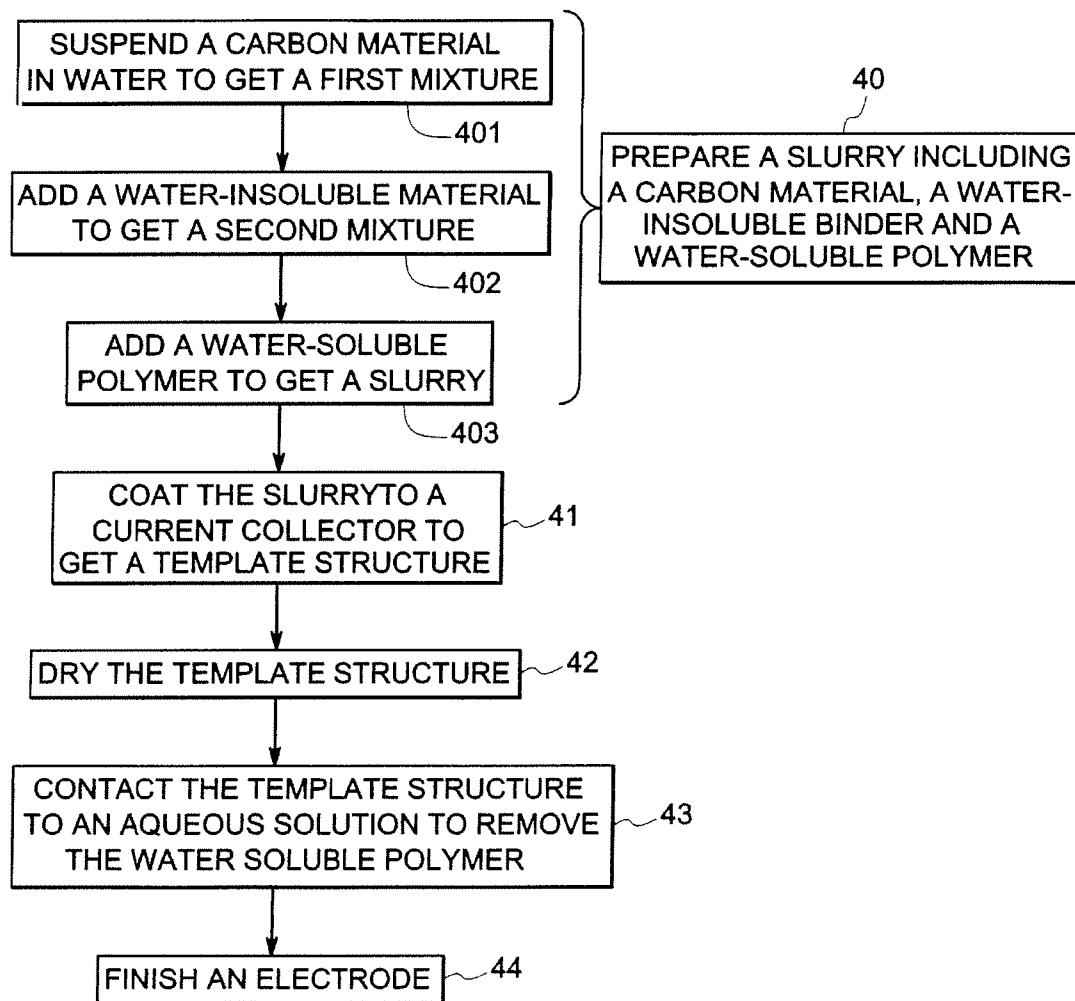 SUSPEND A CARBON MATERIAL
IN WATER TO GET A FIRST MIXTURE
401
ADD A WATER-INSOLUBLE MATERIAL
TO GET A SECOND MIXTURE
402
ADD A WATER-SOLUBLE
POLYMER TO GET A SLURRY
403
40
PREPARE A SLURRY INCLUDING
A CARBON MATERIAL, A WATER-
INSOLUBLE BINDER AND A
WATER-SOLUBLE POLYMER
COAT THE SLURRYTO A
CURRENT COLLECTOR TO
GET A TEMPLATE STRUCTURE
41
DRY THE TEMPLATE STRUCTURE
42
CONTACT THE TEMPLATE STRUCTURE
TO AN AQUEOUS SOLUTION TO REMOVE
THE WATER SOLUBLE POLYMER
43
FINISH AN ELECTRODE
44